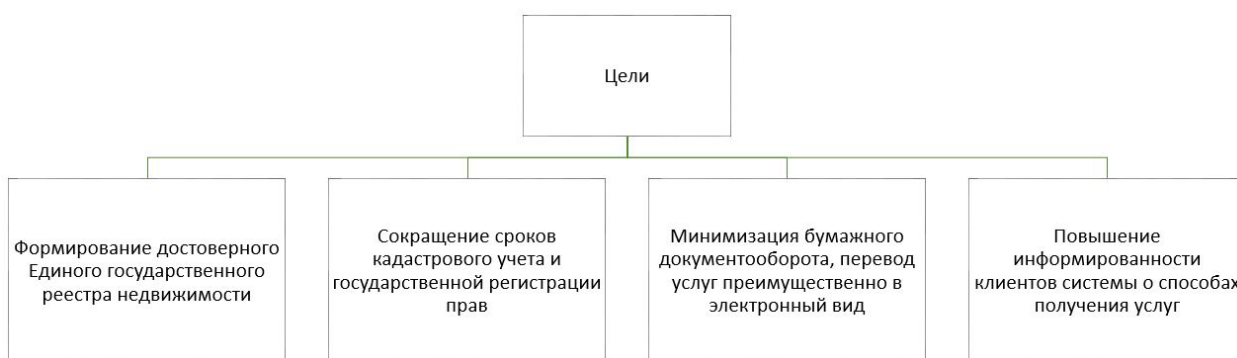 Цели
Формирование достоверного
Единого государственного
реестра недвижимости
Сокращение сроков
кадастрового учета и
государственной регистрации
прав
Минимизация бумажного
документооборота, перевод
услуг преимущественно в
электронный вид
Повышение
информированности
клиентов системы о способах
получения услуг